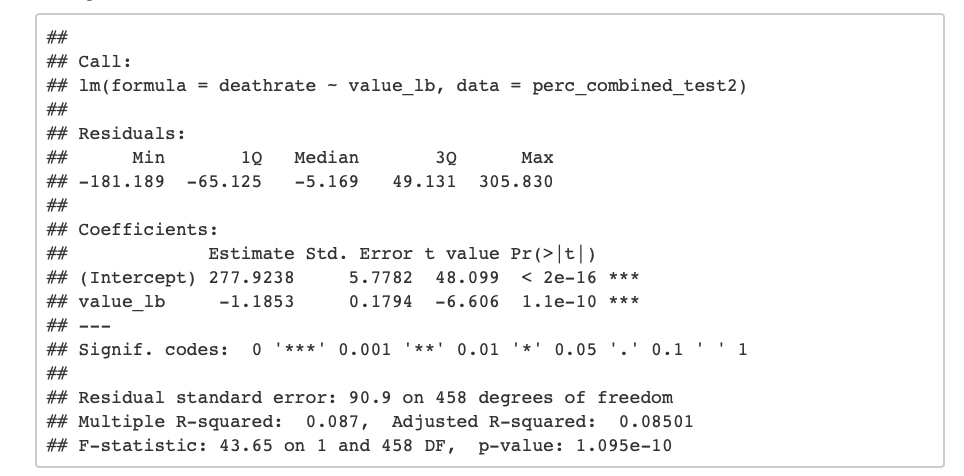 ##
## Call:
## lm(formula = deathrate ~ value_lb, data = perc_combined_test2)
##
## Residuals:
##      Min       1Q   Median       3Q      Max
## -181.189  -65.125   -5.169   49.131  305.830
##
## Coefficients:
##             Estimate Std. Error t value Pr(>|t|)
## (Intercept) 277.9238     5.7782  48.099  < 2e-16 ***
## value_lb     -1.1853     0.1794  -6.606  1.1e-10 ***
## ---
## Signif. codes:  0 '***' 0.001 '**' 0.01 '*' 0.05 '.' 0.1 ' ' 1
##
## Residual standard error: 90.9 on 458 degrees of freedom
## Multiple R-squared:  0.087, Adjusted R-squared:  0.08501
## F-statistic: 43.65 on 1 and 458 DF,  p-value: 1.095e-10